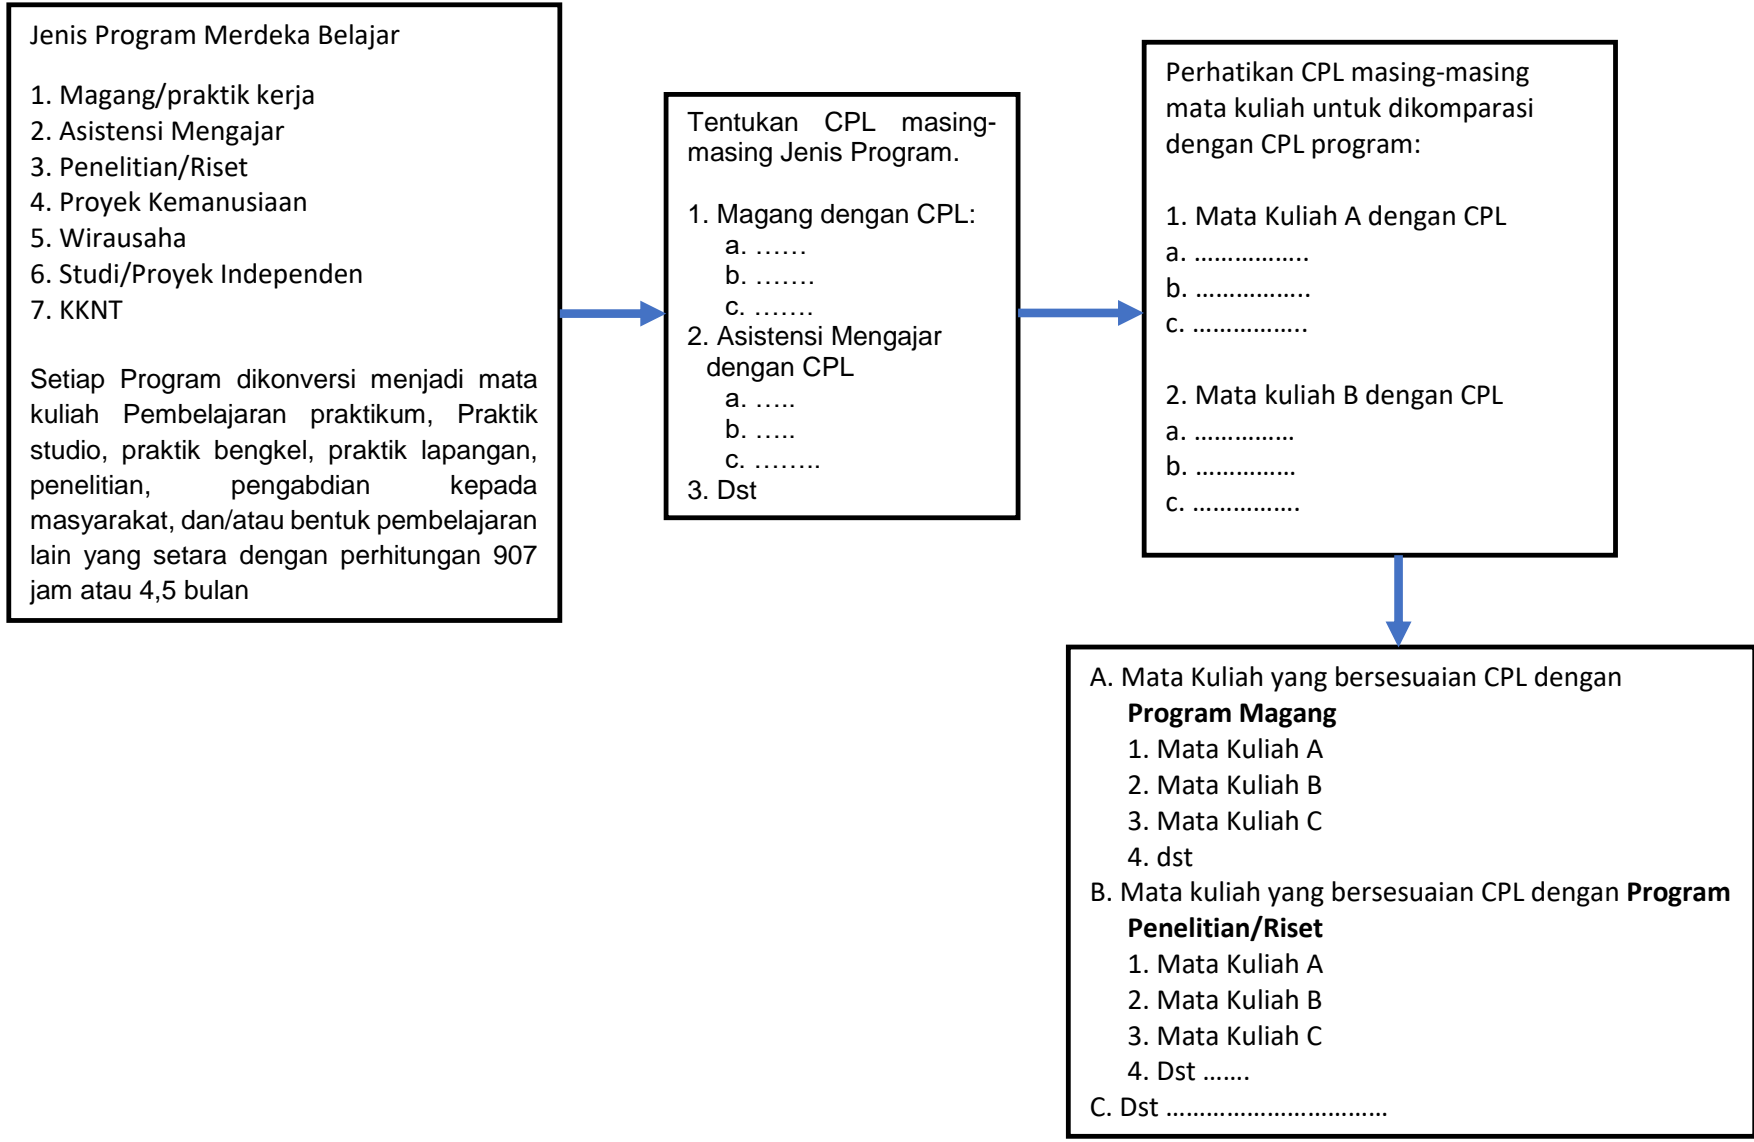 Jenis Program Merdeka Belajar
1. Magang/praktik kerja
2. Asistensi Mengajar
3. Penelitian/Riset
4. Proyek Kemanusiaan
5. Wirausaha
6. Studi/Proyek Independen
7. KKNT
Setiap Program dikonversi menjadi mata
kuliah Pembelajaran praktikum, Praktik
studio, praktik bengkel, praktik lapangan,
penelitian, pengabdian kepada
masyarakat, dan/atau bentuk pembelajaran
lain yang setara dengan perhitungan 907
jam atau 4,5 bulan
Tentukan CPL masing-
masing Jenis Program.
1. Magang dengan CPL:
a. ……
b. …….
c. …….
2. Asistensi Mengajar
dengan CPL
a. …..
b. …..
c. ……..
3. Dst
Perhatikan CPL masing-masing
mata kuliah untuk dikomparasi
dengan CPL program:
1. Mata Kuliah A dengan CPL
a. ……………..
b. ……………..
c. ……………..
2. Mata kuliah B dengan CPL
a. ……………
b. ……………
c. …………….
A. Mata Kuliah yang bersesuaian CPL dengan
Program Magang
1. Mata Kuliah A
2. Mata Kuliah B
3. Mata Kuliah C
4. dst
B. Mata kuliah yang bersesuaian CPL dengan Program
Penelitian/Riset
1. Mata Kuliah A
2. Mata Kuliah B
3. Mata Kuliah C
4. Dst …….
C. Dst ……………………………